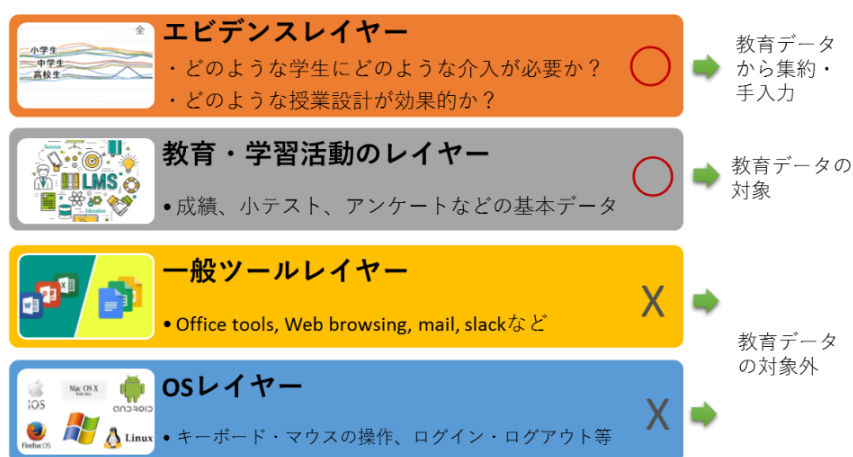 全
小学生
中学生
高校生
エビデンスレイヤー
・どのような学生にどのような介入が必要か？
・どのような授業設計が効果的か？
教育データ
から集約・
手入力
LMS
Education
教育・学習活動のレイヤー
•成績、小テスト、アンケートなどの基本データ
教育データの
対象
W
P
X
一般ツールレイヤー
•Office tools, Web browsing, mail, slackなど
X
教育データ
の対象外
iOS
Mac OS X
android
Firefox OS
Linux
OSレイヤー
•キーボード・マウスの操作、ログイン・ログアウト等
X